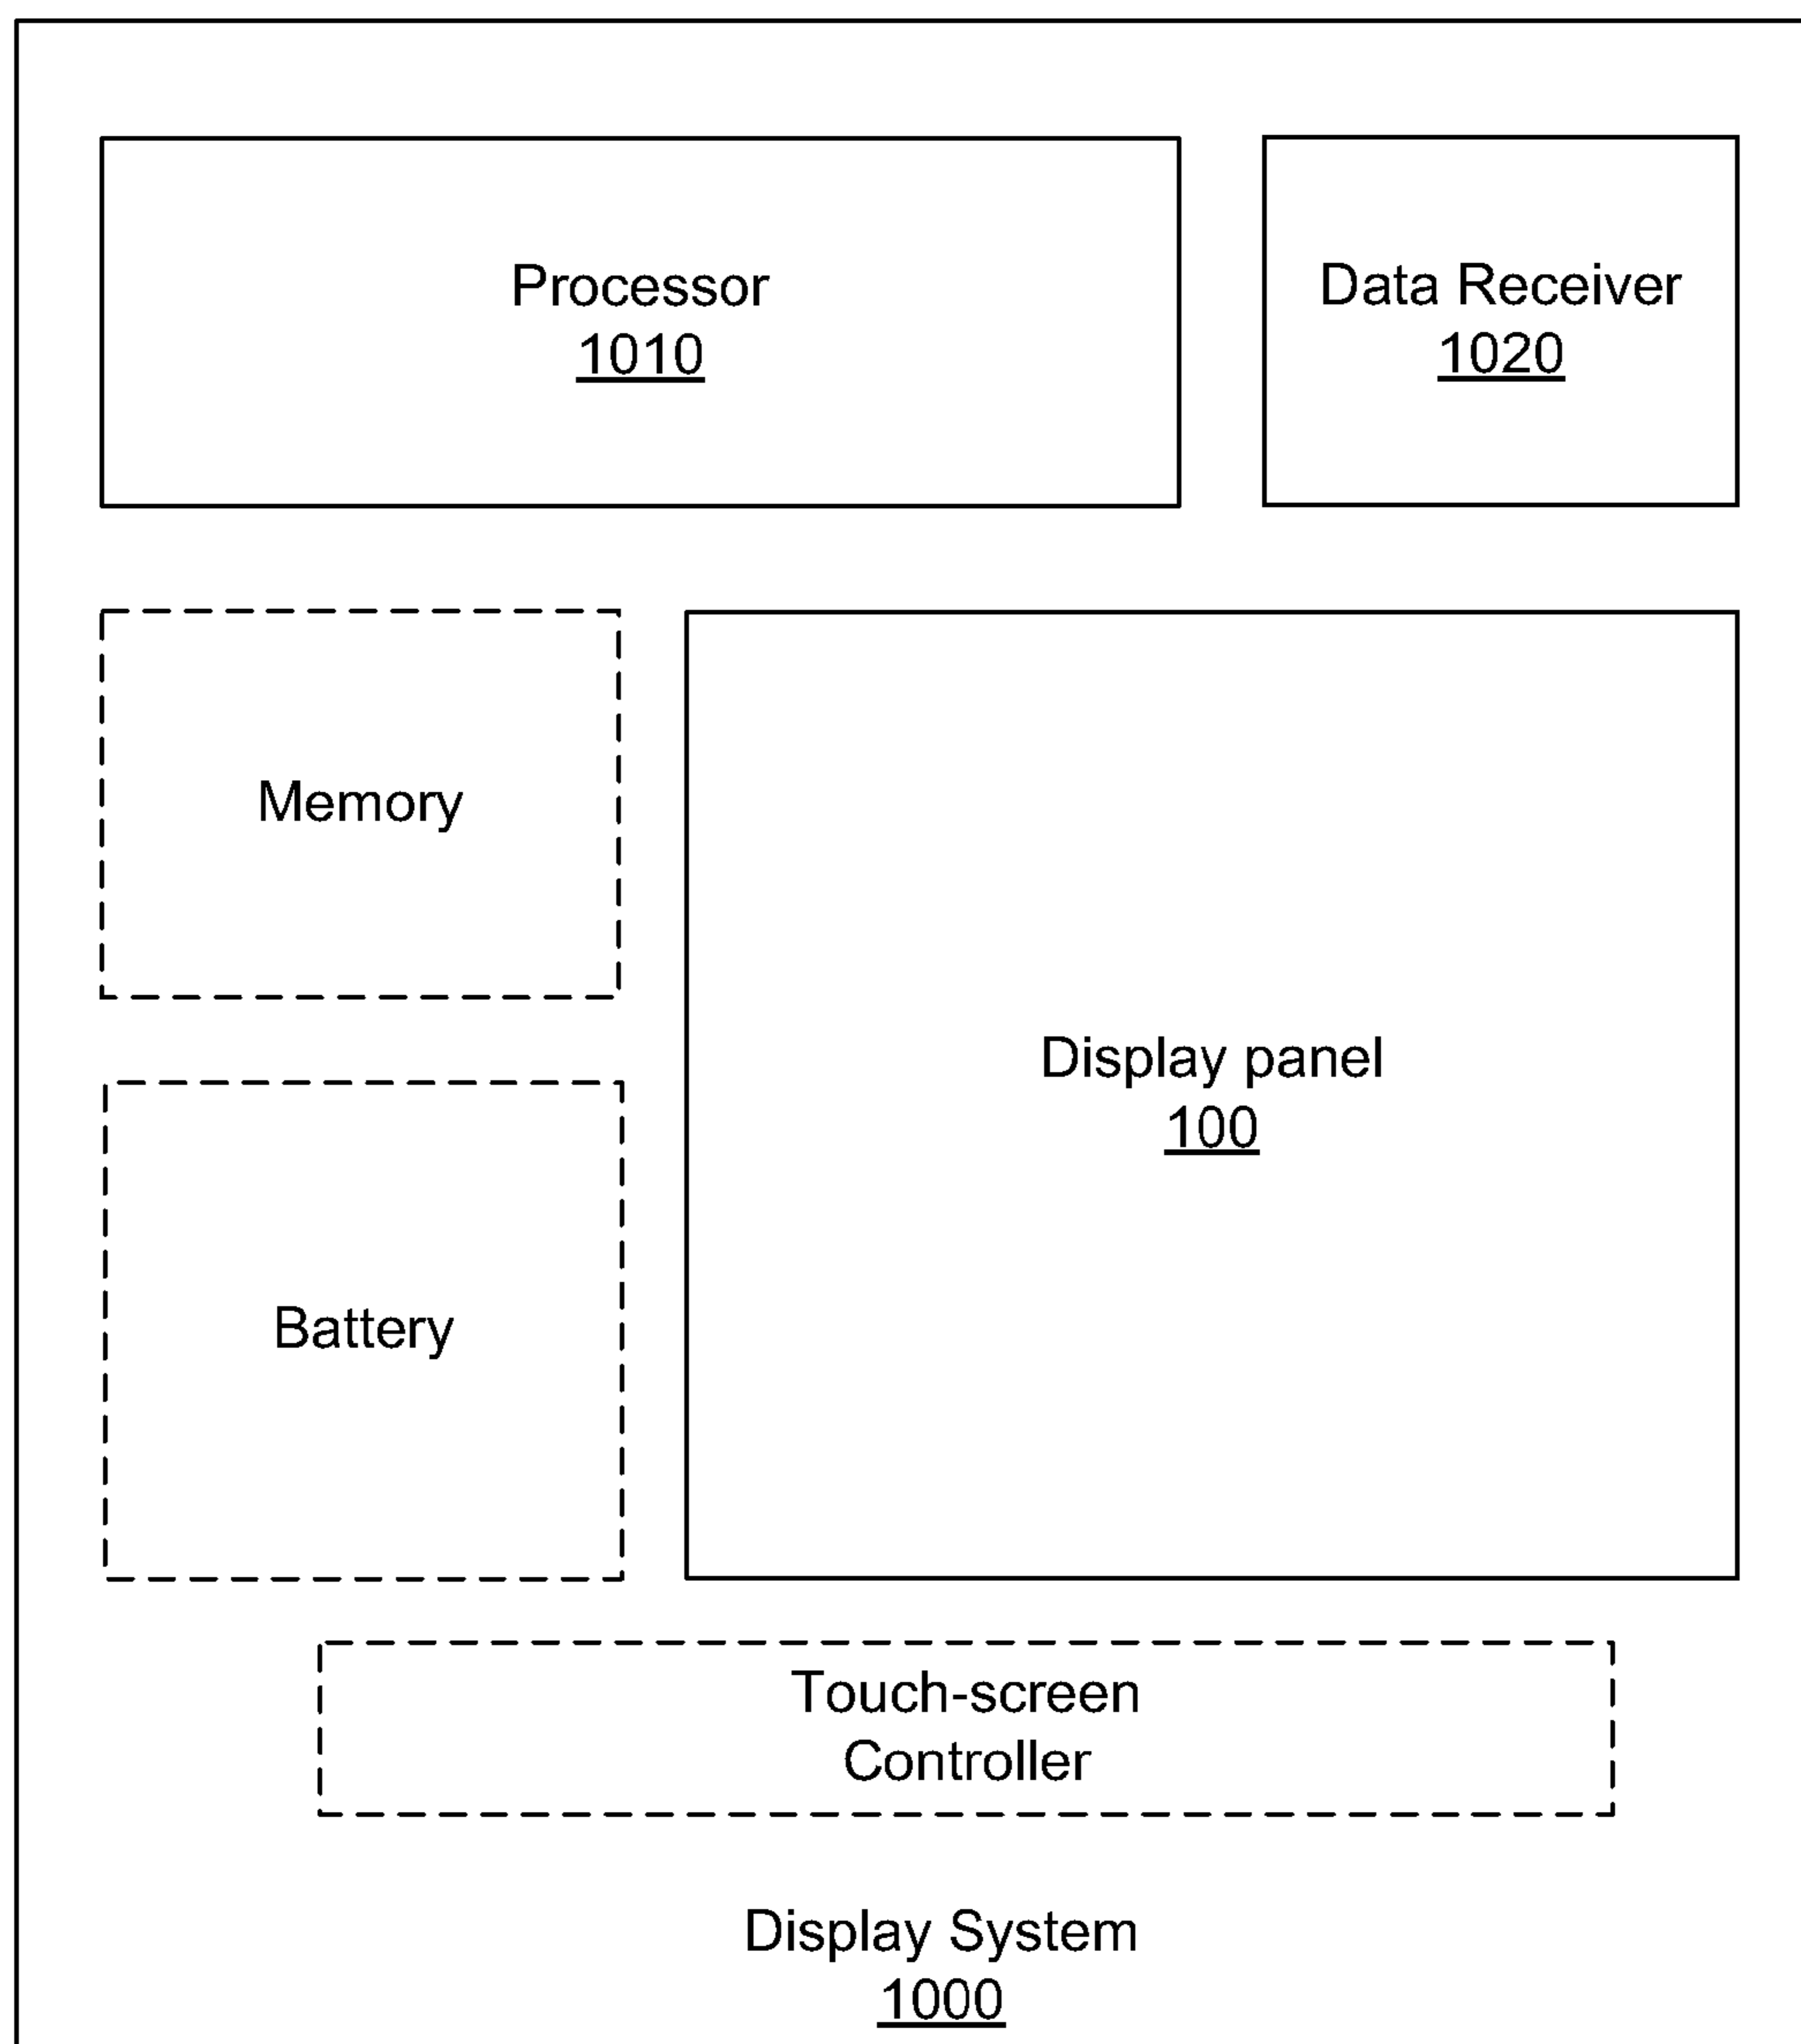 Processor
1010
Data Receiver
1020
Memory
Display panel
100
Battery
Touch-screen
Controller
Display System
1000